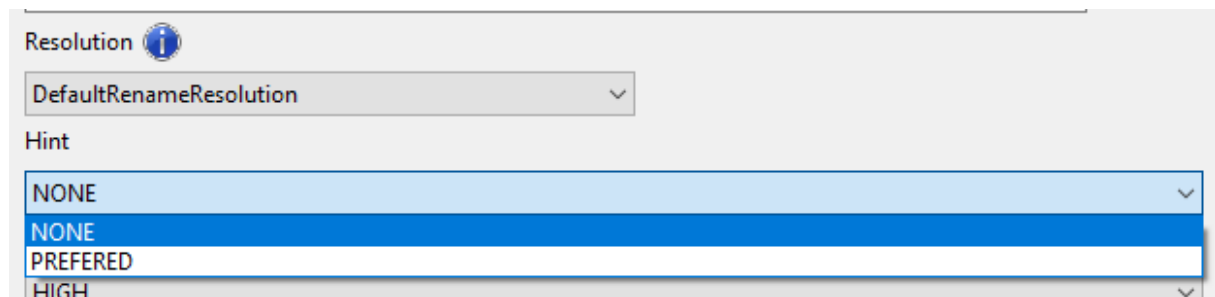 Resolution
DefaultRenameResolution
Hint
NONE
NONE
PREFERED
HIGH